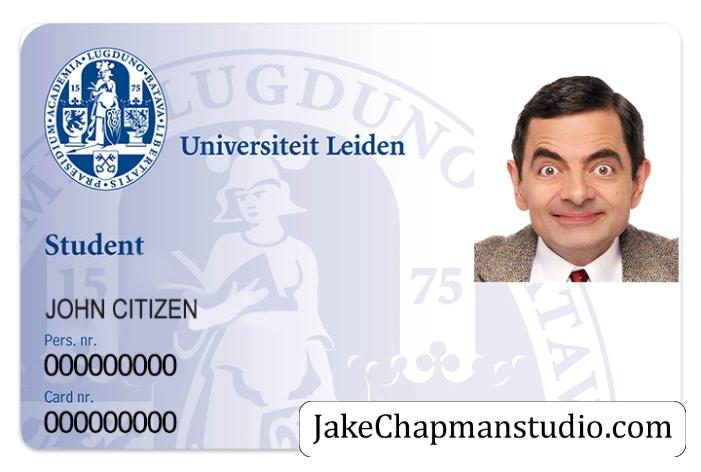 ACADEMIA · LUGDUNO · BATAVA · LIBERTATIS · PRAESIDIUM ·
15 75
LUGDUNO
Universiteit Leiden
Student
15 75
JOHN CITIZEN
Pers. nr.
000000000
Card nr.
000000000
JakeChapmanstudio.com